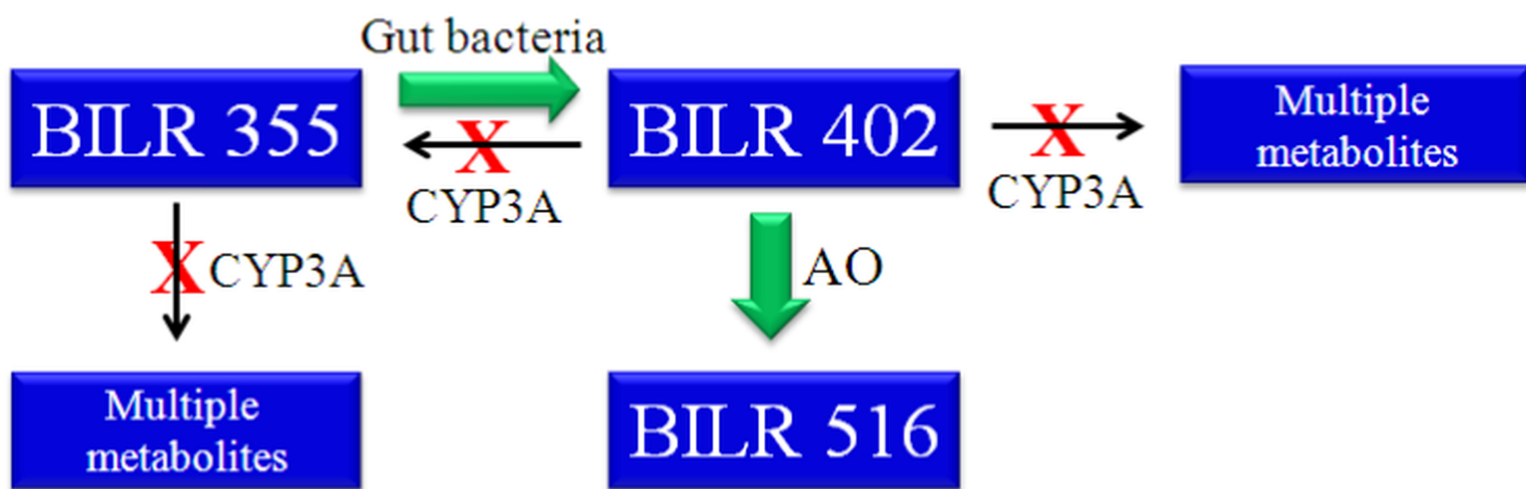 Gut bacteria
BILR 355
BILR 402
Multiple
metabolites
X
X
CYP3A
CYP3A
X
CYP3A
AO
Multiple
metabolites
BILR 516